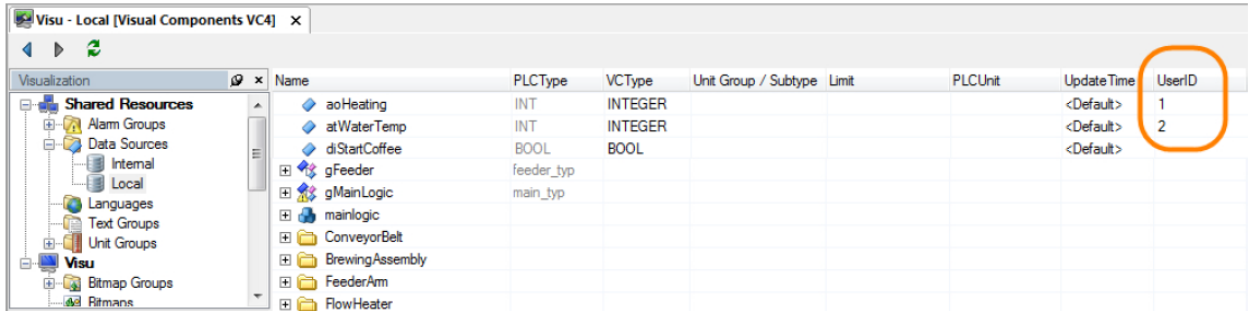 Visu - Local [Visual Components VC4] x
Visualization
Shared Resources
Alarm Groups
Data Sources
Internal
Local
Languages
Text Groups
Unit Groups
Visu
Bitmap Groups
Bitmaps
Name PLCType VCType Unit Group / Subtype Limit PLCUnit UpdateTime UserID
aoHeating INT INTEGER <Default> 1
atWaterTemp INT INTEGER <Default> 2
diStartCoffee BOOL BOOL <Default>
gFeeder feeder_typ
gMainLogic main_typ
mainlogic
ConveyorBelt
BrewingAssembly
FeederArm
FlowHeater